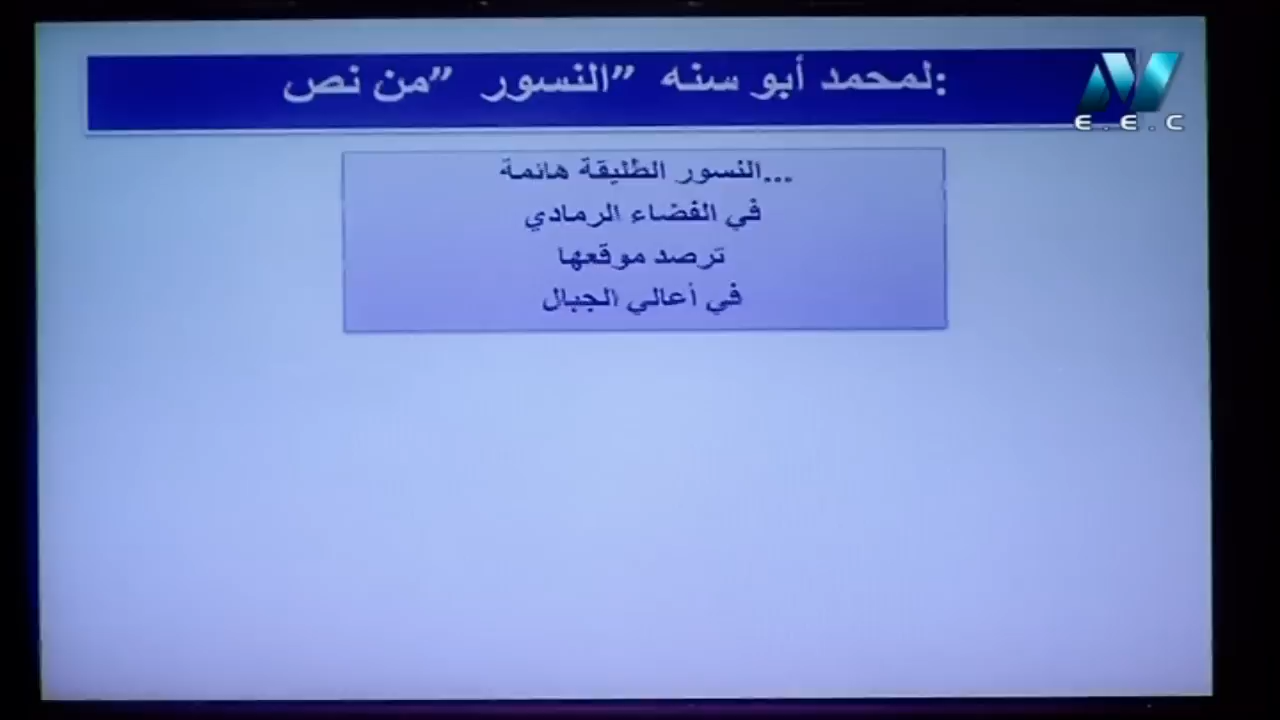 :لمحمد أبو سنه ”النسور ”من نص
...النسور الطليقة هائمة
في الفضاء الرمادي
ترصد موقعها
في أعالي الجبال
E.E.C